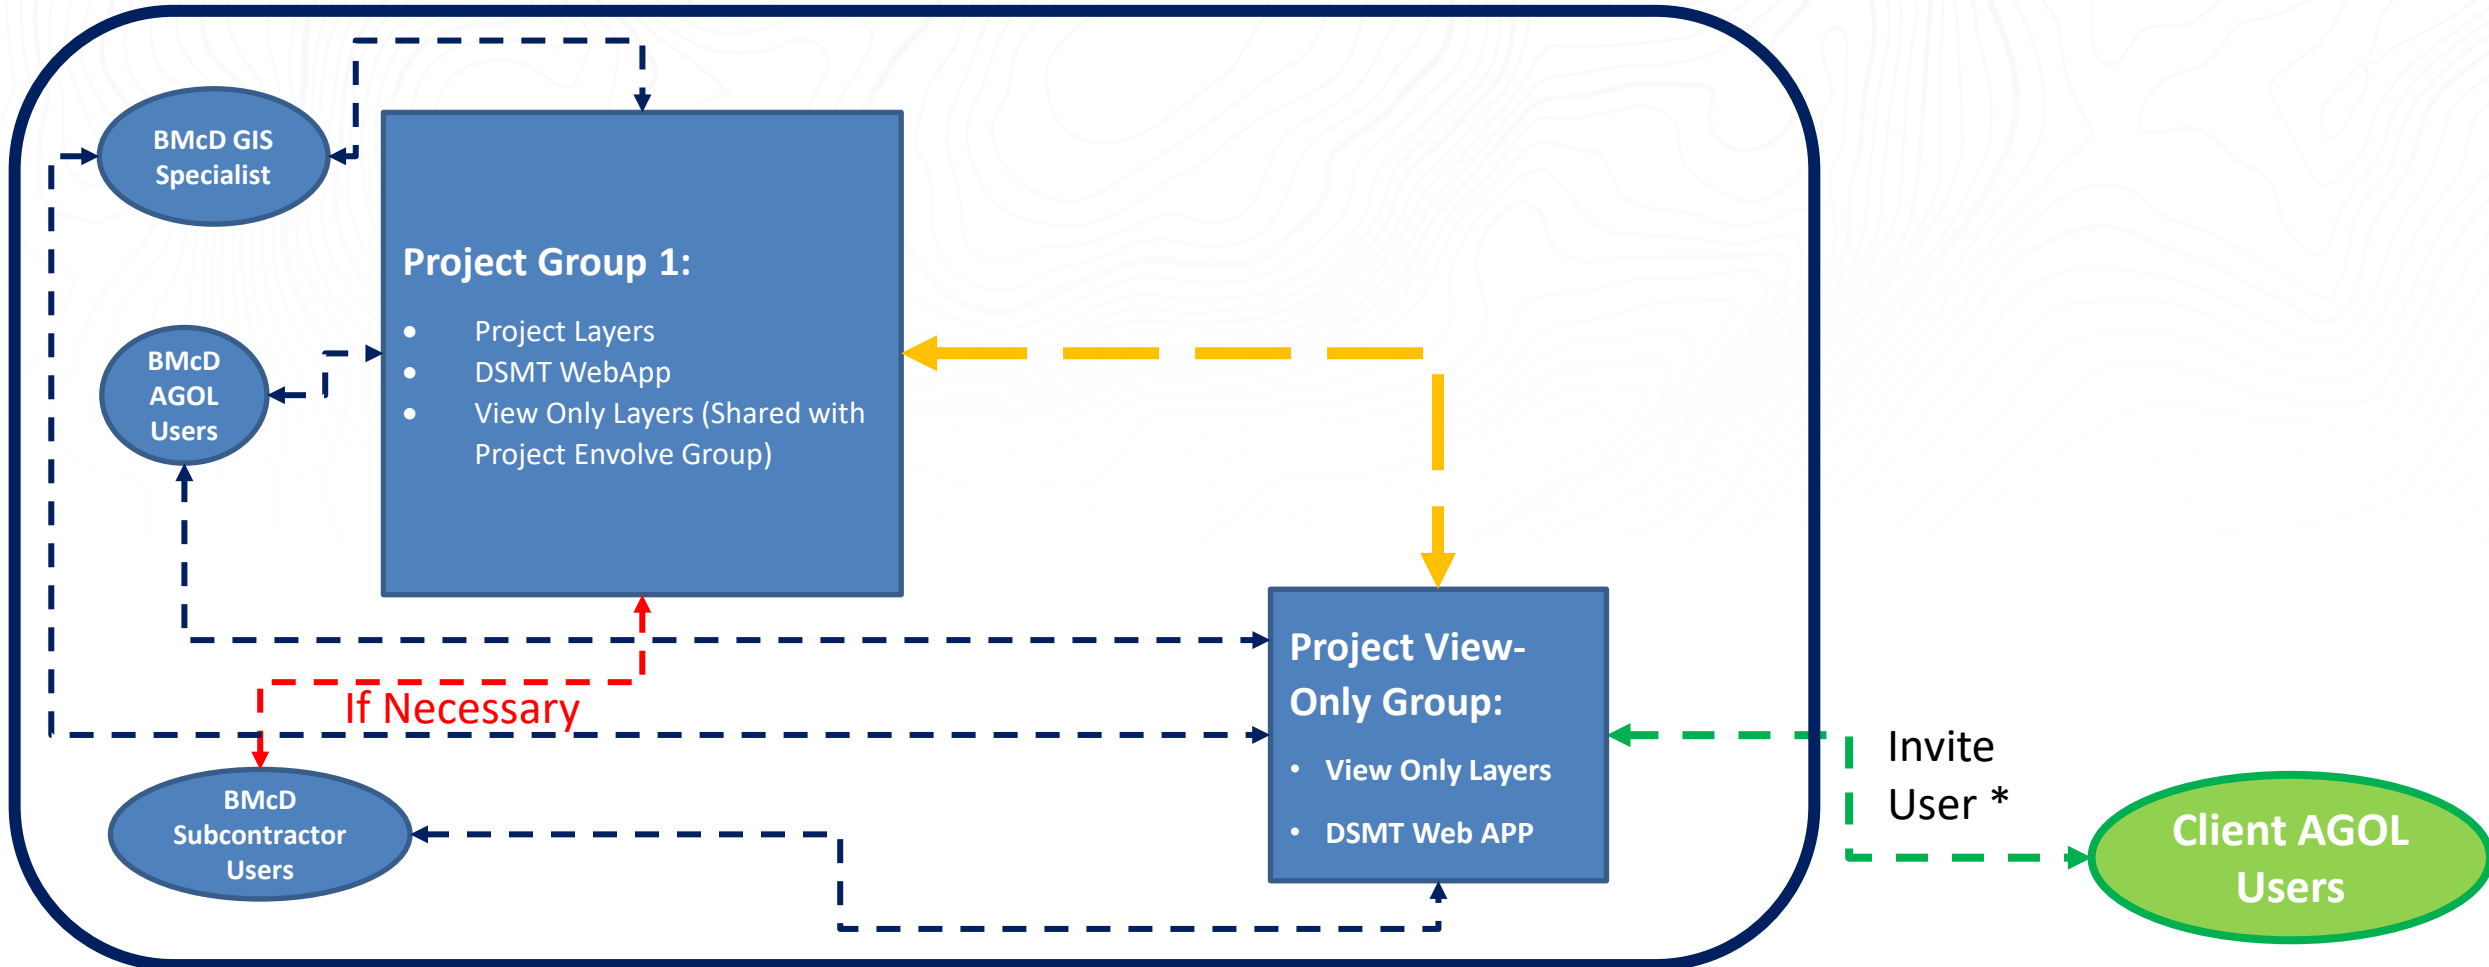 BMcD GIS
Specialist
Project Group 1:
• Project Layers
• DSMT WebApp
• View Only Layers (Shared with
Project Envolve Group)
BMcD
AGOL
Users
If Necessary
BMcD
Subcontractor
Users
Project View-
Only Group:
• View Only Layers
• DSMT Web APP
Invite
User *
Client AGOL
Users